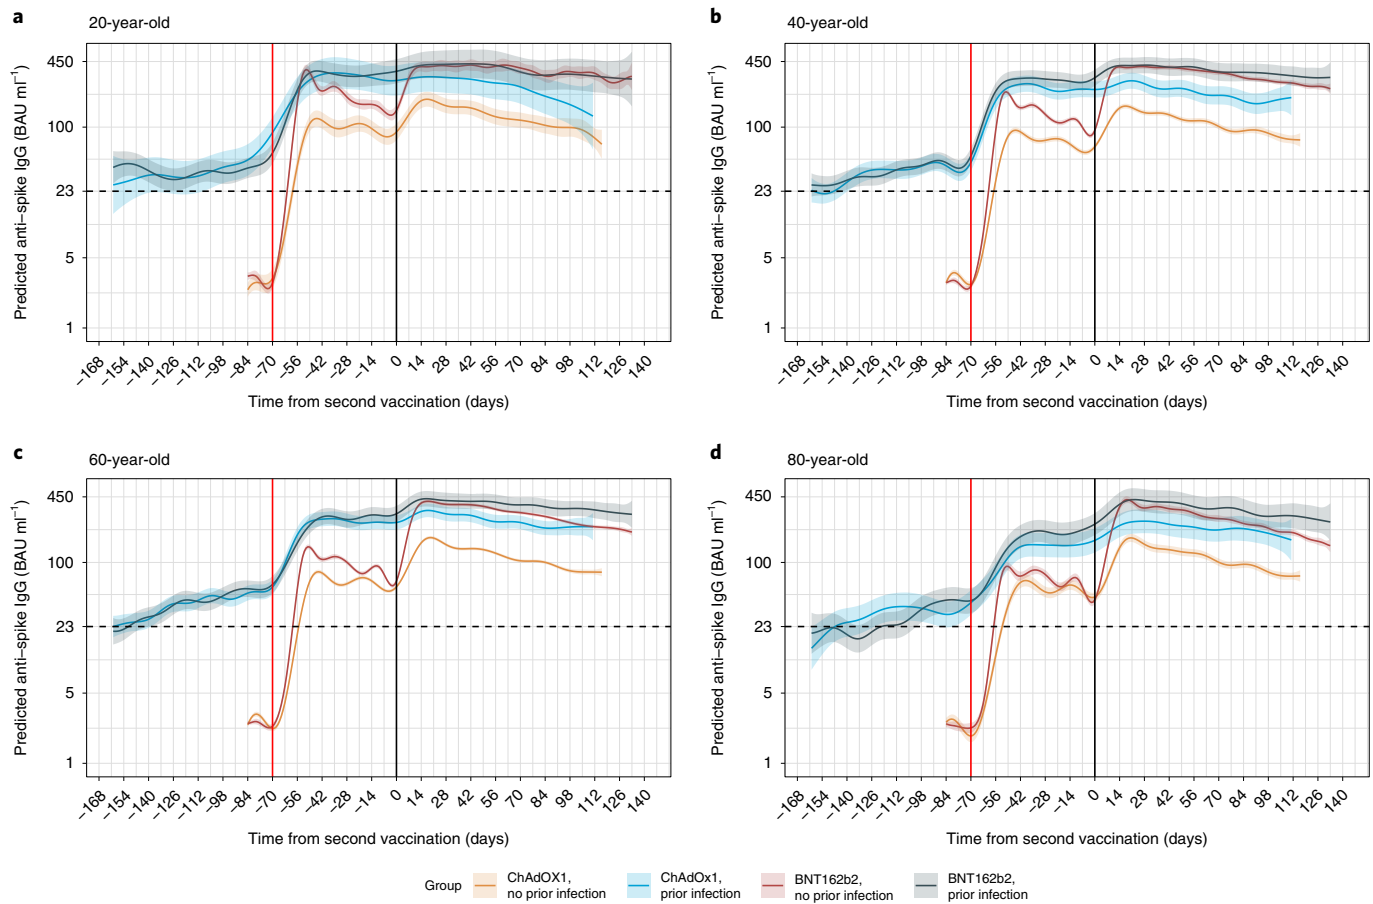 a
20-year-old
Predicted anti–spike IgG (BAU ml⁻¹)
450
100
23
5
1
−168 −154 −140 −126 −112 −98 −84 −70 −56 −42 −28 −14 0 14 28 42 56 70 84 98 112 126 140
Time from second vaccination (days)
b
40-year-old
Predicted anti–spike IgG (BAU ml⁻¹)
450
100
23
5
1
−168 −154 −140 −126 −112 −98 −84 −70 −56 −42 −28 −14 0 14 28 42 56 70 84 98 112 126 140
Time from second vaccination (days)
c
60-year-old
Predicted anti–spike IgG (BAU ml⁻¹)
450
100
23
5
1
−168 −154 −140 −126 −112 −98 −84 −70 −56 −42 −28 −14 0 14 28 42 56 70 84 98 112 126 140
Time from second vaccination (days)
d
80-year-old
Predicted anti–spike IgG (BAU ml⁻¹)
450
100
23
5
1
−168 −154 −140 −126 −112 −98 −84 −70 −56 −42 −28 −14 0 14 28 42 56 70 84 98 112 126 140
Time from second vaccination (days)
Group
ChAdOX1,
no prior infection
ChAdOx1,
prior infection
BNT162b2,
no prior infection
BNT162b2,
prior infection